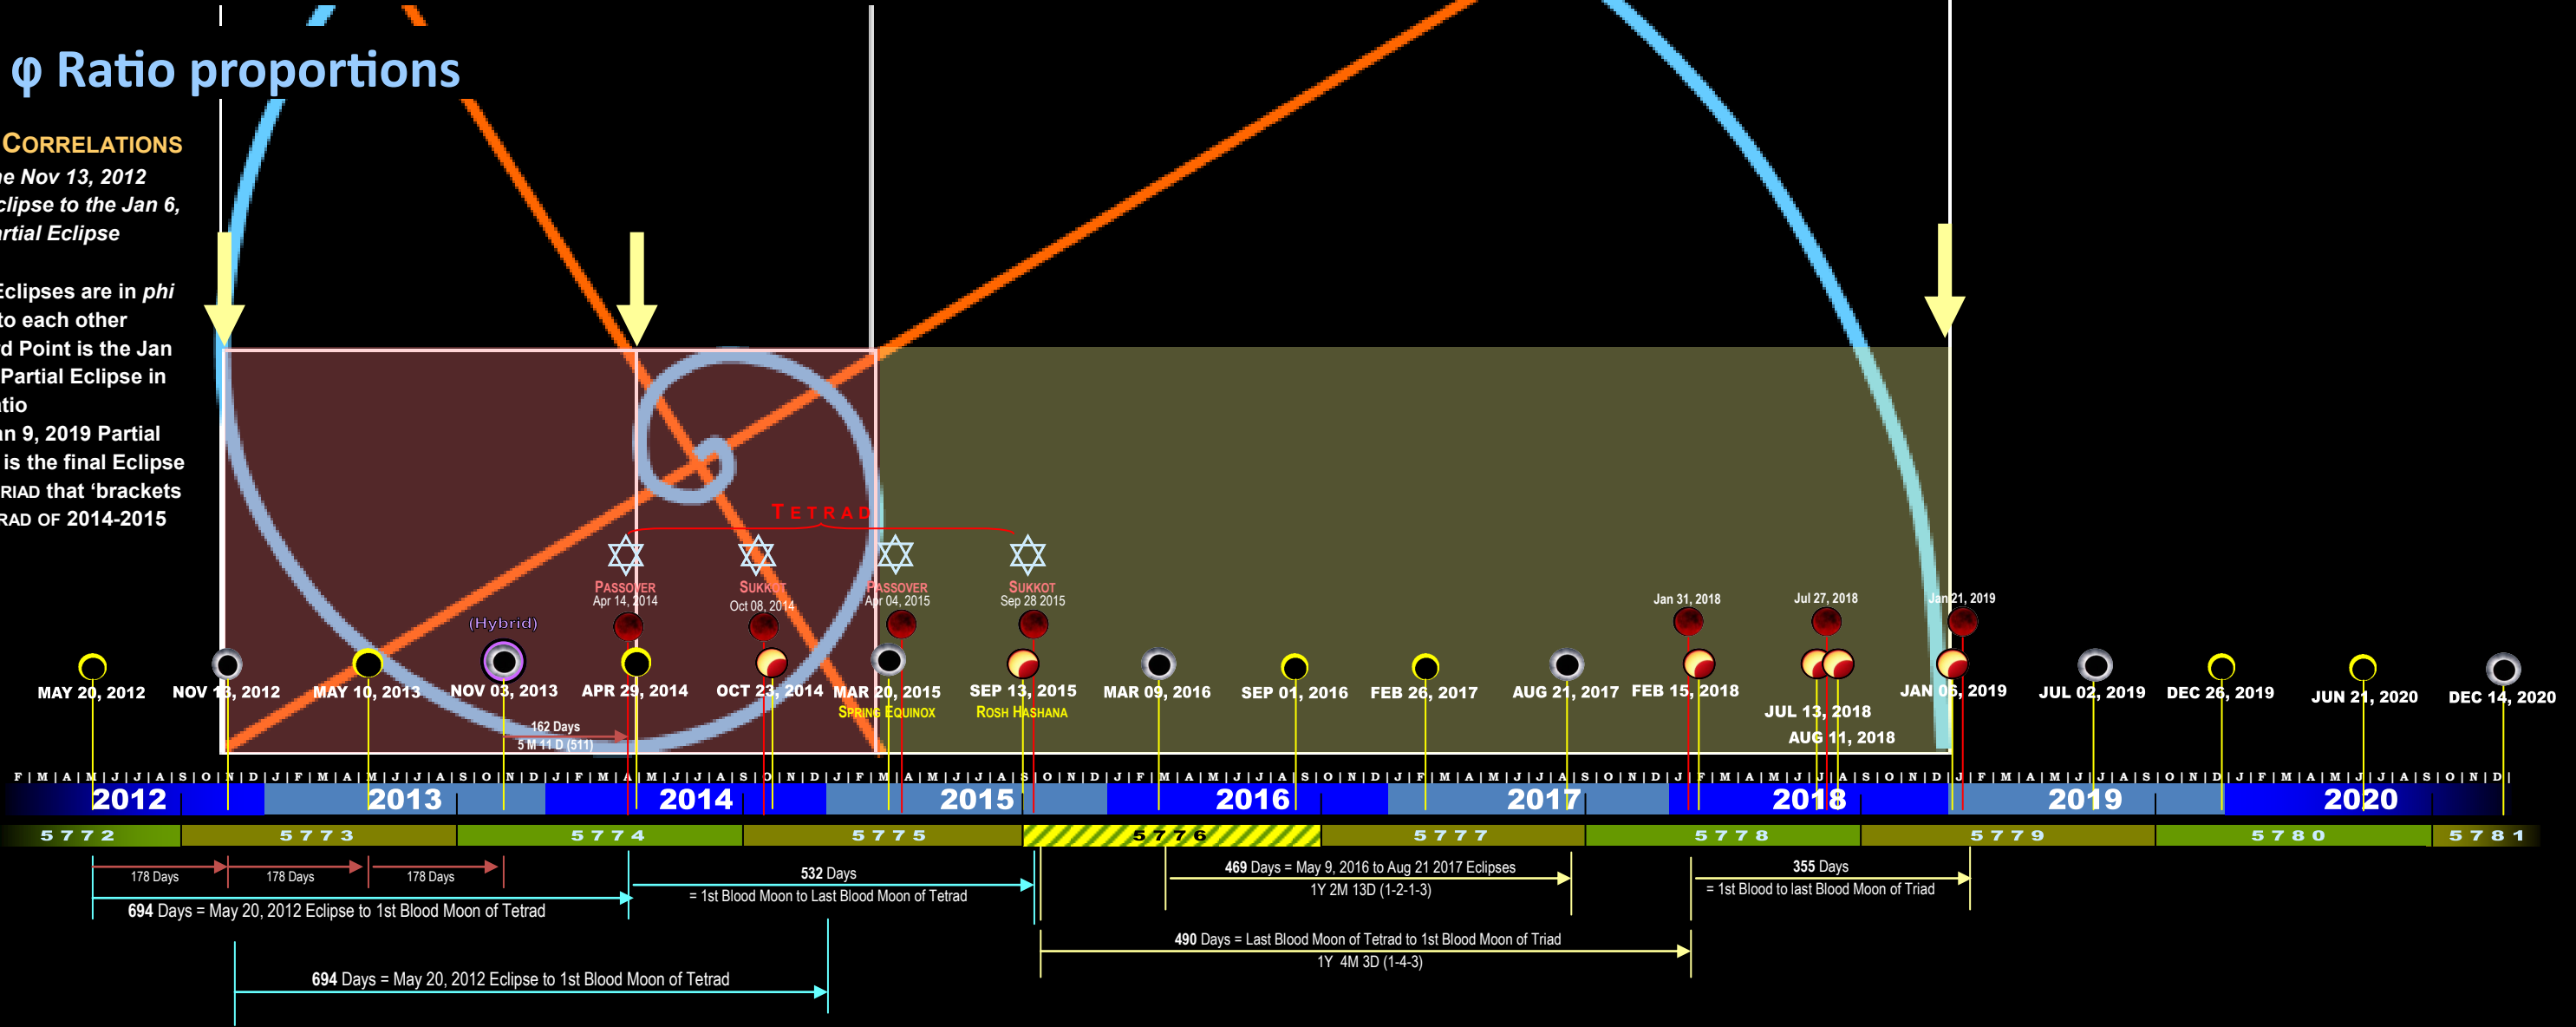 φ Ratio proportions
CORRELATIONS
ne Nov 13, 2012
clipse to the Jan 6,
artial Eclipse
Eclipses are in phi
to each other
d Point is the Jan
Partial Eclipse in
atio
an 9, 2019 Partial
is the final Eclipse
RIAD that ‘brackets
RAD OF 2014-2015
TETRAD
PASSOVER
Apr 14, 2014
SUKKOT
Oct 08, 2014
PASSOVER
Apr 04, 2015
SUKKOT
Sep 28 2015
Jan 31, 2018
Jul 27, 2018
Jan 21, 2019
(Hybrid)
MAY 20, 2012
NOV 13, 2012
MAY 10, 2013
NOV 03, 2013
APR 29, 2014
OCT 23, 2014
MAR 20, 2015
SPRING EQUINOX
SEP 13, 2015
ROSH HASHANA
MAR 09, 2016
SEP 01, 2016
FEB 26, 2017
AUG 21, 2017
FEB 15, 2018
JUL 13, 2018
AUG 11, 2018
JAN 06, 2019
JUL 02, 2019
DEC 26, 2019
JUN 21, 2020
DEC 14, 2020
162 Days
5 M 11 D (511)
F | M | A | M | J | J | A | S | O | N | D | J | F | M | A | M | J | J | A | S | O | N | D | J | F | M | A | M | J | J | A | S | O | N | D | J | F | M | A | M | J | J | A | S | O | N | D | J | F | M | A | M | J | J | A | S | O | N | D | J | F | M | A | M | J | J | A | S | O | N | D | J | F | M | A | M | J | J | A | S | O | N | D | J | F | M | A | M | J | J | A | S | O | N | D | J | F | M | A | M | J | J | A | S | O | N | D |
2012 2013 2014 2015 2016 2017 2018 2019 2020
5772 5773 5774 5775 5776 5777 5778 5779 5780 5781
178 Days
178 Days
178 Days
694 Days = May 20, 2012 Eclipse to 1st Blood Moon of Tetrad
532 Days
= 1st Blood Moon to Last Blood Moon of Tetrad
469 Days = May 9, 2016 to Aug 21 2017 Eclipses
1Y 2M 13D (1-2-1-3)
355 Days
= 1st Blood to last Blood Moon of Triad
490 Days = Last Blood Moon of Tetrad to 1st Blood Moon of Triad
1Y 4M 3D (1-4-3)
694 Days = May 20, 2012 Eclipse to 1st Blood Moon of Tetrad